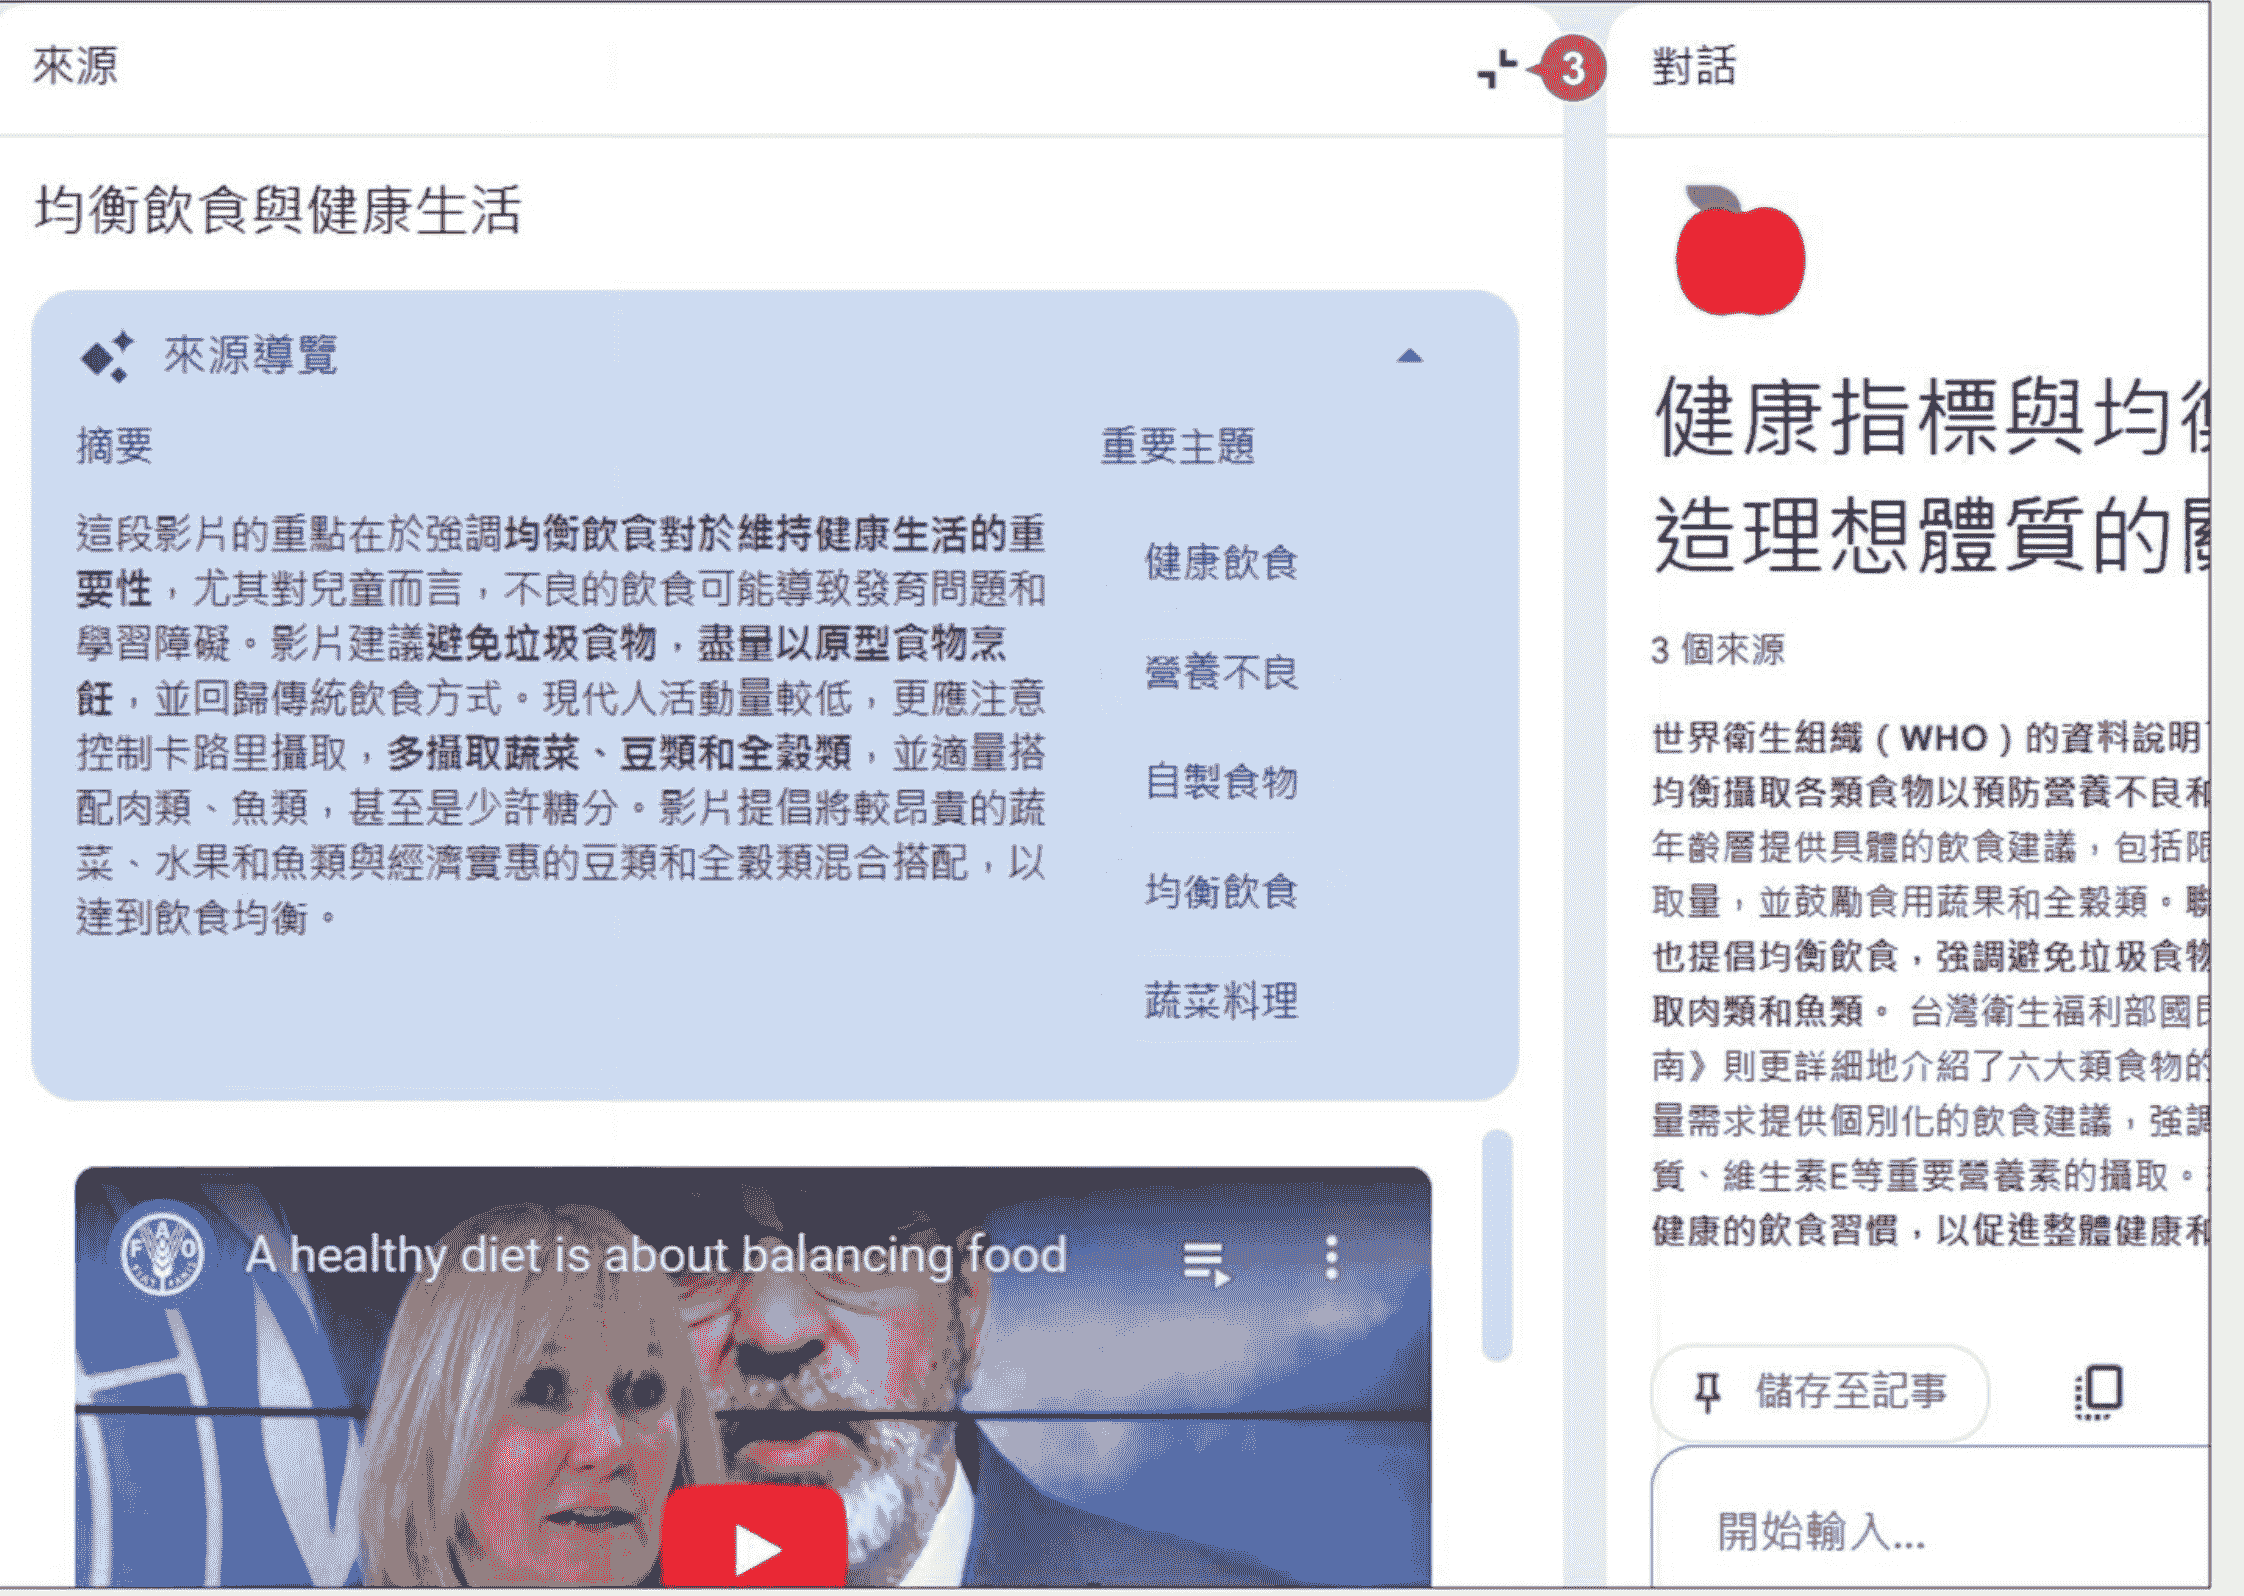 來源
3
均衡飲食與健康生活
來源導覽
摘要
這段影片的重點在於強調均衡飲食對於維持健康生活的重
要性，尤其對兒童而言，不良的飲食可能導致發育問題和
學習障礙。影片建議避免垃圾食物，盡量以原型食物烹
飪，並回歸傳統飲食方式。現代人活動量較低，更應注意
控制卡路里攝取，多攝取蔬菜、豆類和全穀類，並適量搭
配肉類、魚類，甚至是少許糖分。影片提倡將較昂貴的蔬
菜、水果和魚類與經濟實惠的豆類和全穀類混合搭配，以
達到飲食均衡。
重要主題
健康飲食
營養不良
自製食物
均衡飲食
蔬菜料理
FAO
A healthy diet is about balancing food
對話
健康指標與均
造理想體質的
3 個來源
世界衛生組織（WHO）的資料說明
均衡攝取各類食物以預防營養不良和
年齡層提供具體的飲食建議，包括限
取量，並鼓勵食用蔬果和全穀類。聯
也提倡均衡飲食，強調避免垃圾食物
取肉類和魚類。 台灣衛生福利部國民
南》則更詳細地介紹了六大類食物的
量需求提供個別化的飲食建議，強調
質、維生素E等重要營養素的攝取。
健康的飲食習慣，以促進整體健康和
儲存至記事
開始輸入...